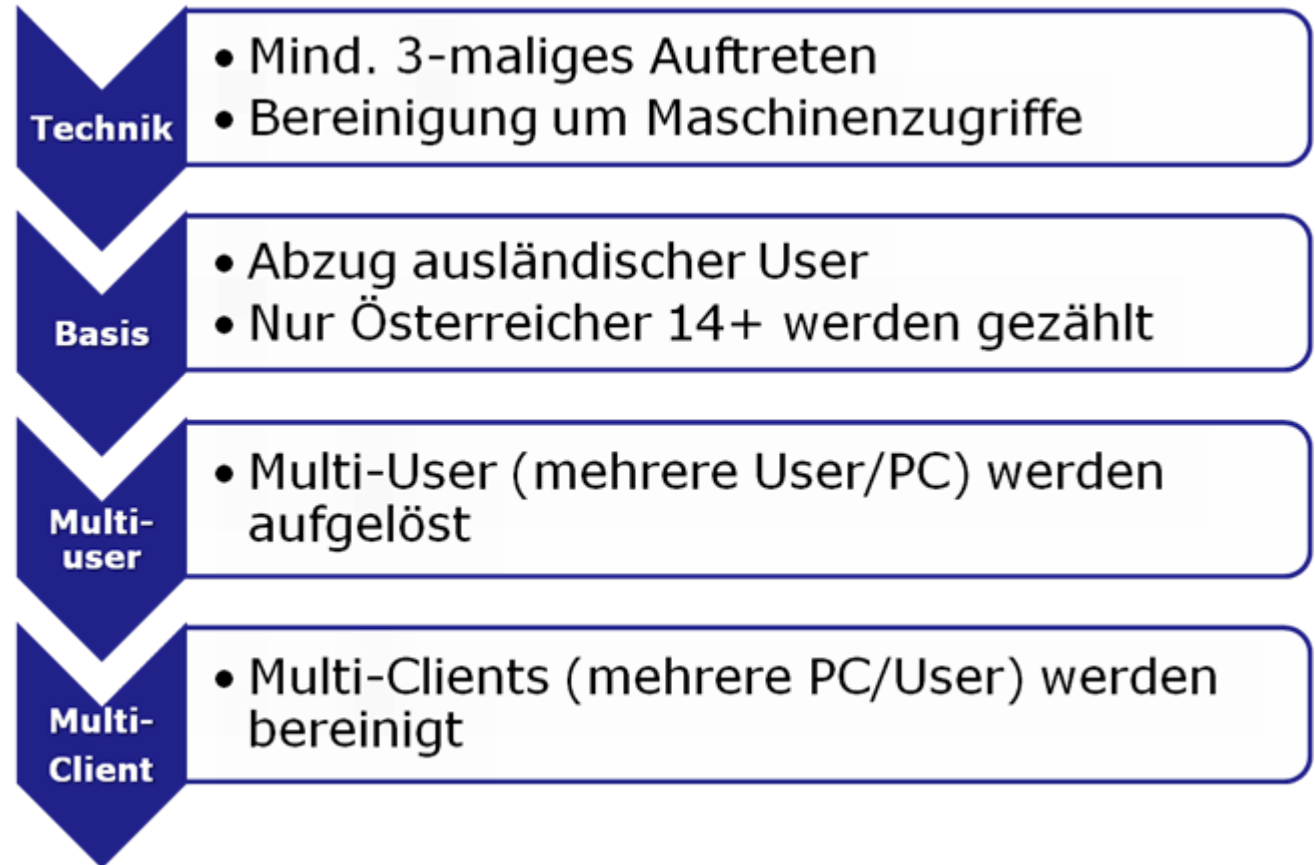 Technik
• Mind. 3-maliges Auftreten
• Bereinigung um Maschinenzugriffe
Basis
• Abzug ausländischer User
• Nur Österreicher 14+ werden gezählt
Multi-
user
• Multi-User (mehrere User/PC) werden
aufgelöst
Multi-
Client
• Multi-Clients (mehrere PC/User) werden
bereinigt